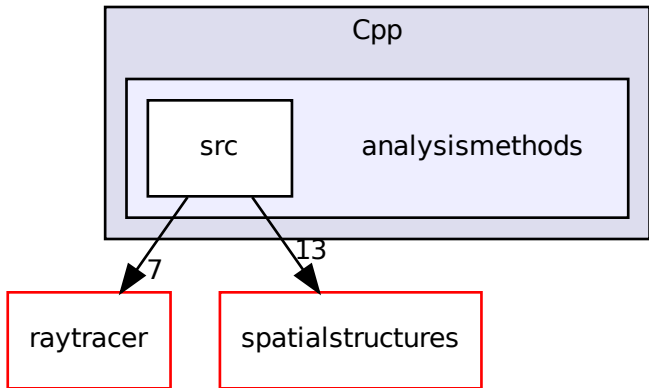 Cpp
src
analysismethods
7
13
raytracer
spatialstructures